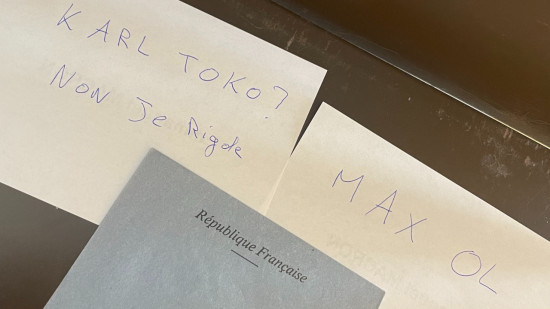 KARL TOKO?
Non Je Rigole
MAX OL
République Française